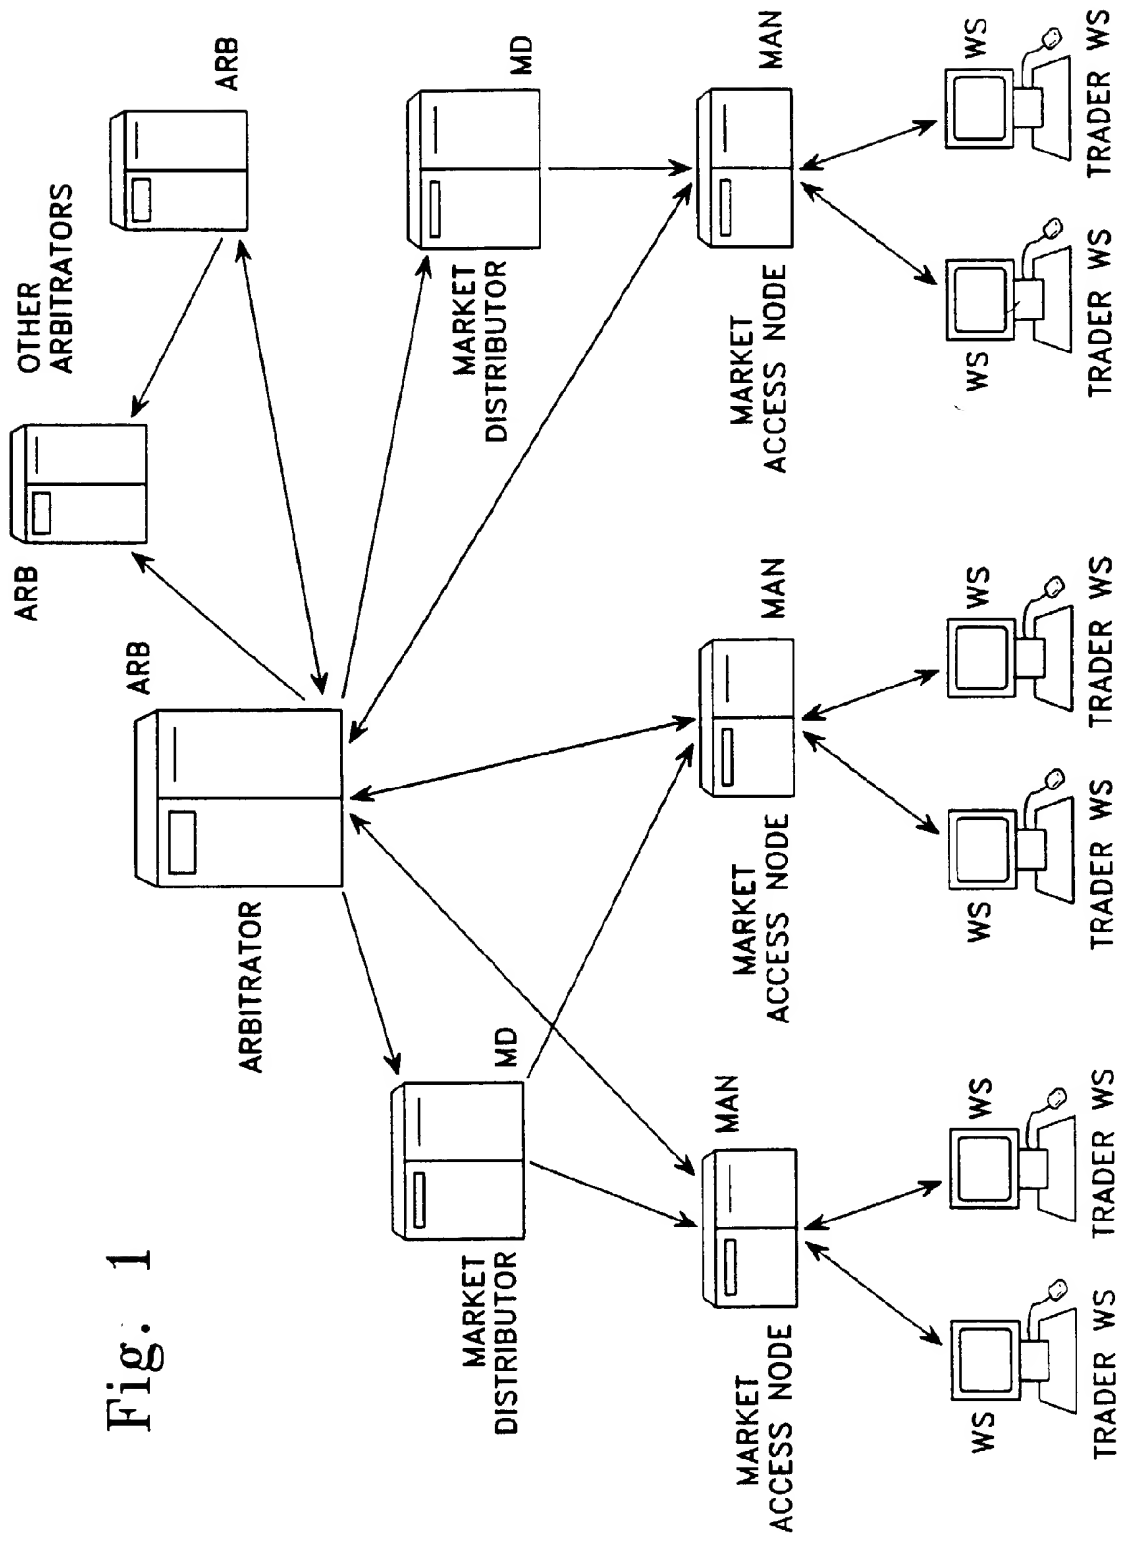 Fig. 1
ARB
OTHER
ARBITRATORS
ARB
ARB
ARBITRATOR
MARKET
DISTRIBUTOR
MD
MARKET
DISTRIBUTOR
MD
MARKET
ACCESS NODE
MAN
MARKET
ACCESS NODE
MAN
MARKET
ACCESS NODE
MAN
WS
WS
WS
WS
WS
WS
TRADER WS
TRADER WS
TRADER WS
TRADER WS
TRADER WS
TRADER WS